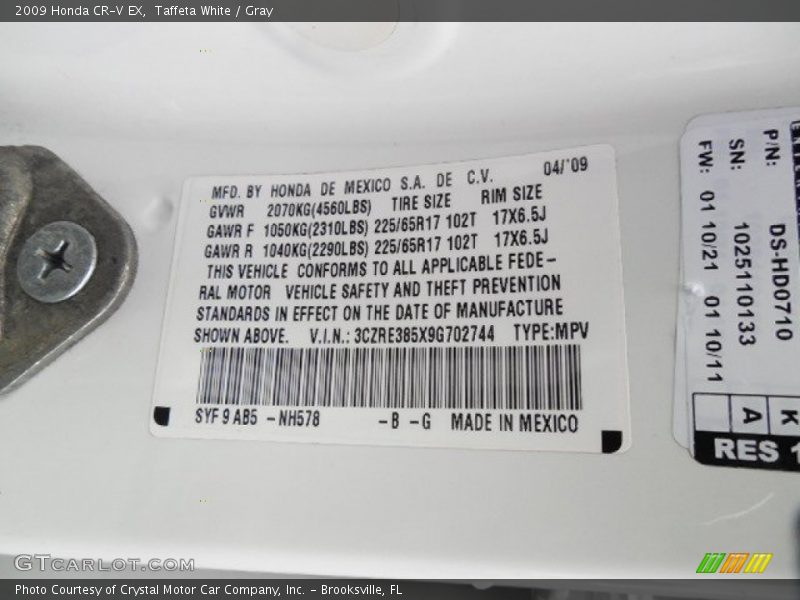 2009 Honda CR-V EX, Taffeta White / Gray
MFD. BY HONDA DE MEXICO S.A. DE C.V. 04/'09
GVWR 2070KG(4560LBS) TIRE SIZE RIM SIZE
GAWR F 1050KG(2310LBS) 225/65R17 102T 17X6.5J
GAWR R 1040KG(2290LBS) 225/65R17 102T 17X6.5J
THIS VEHICLE CONFORMS TO ALL APPLICABLE FEDE-
RAL MOTOR VEHICLE SAFETY AND THEFT PREVENTION
STANDARDS IN EFFECT ON THE DATE OF MANUFACTURE
SHOWN ABOVE. V.I.N.: 3CZRE385X9G702744 TYPE:MPV
SYF 9 AB5 -NH578 -B -G MADE IN MEXICO
P/N: DS-HD0710
SN: 1025110133
FW: 01 10/21 01 10/11
A K
RES 1
GTCarLot.com
Photo Courtesy of Crystal Motor Car Company, Inc. - Brooksville, FL